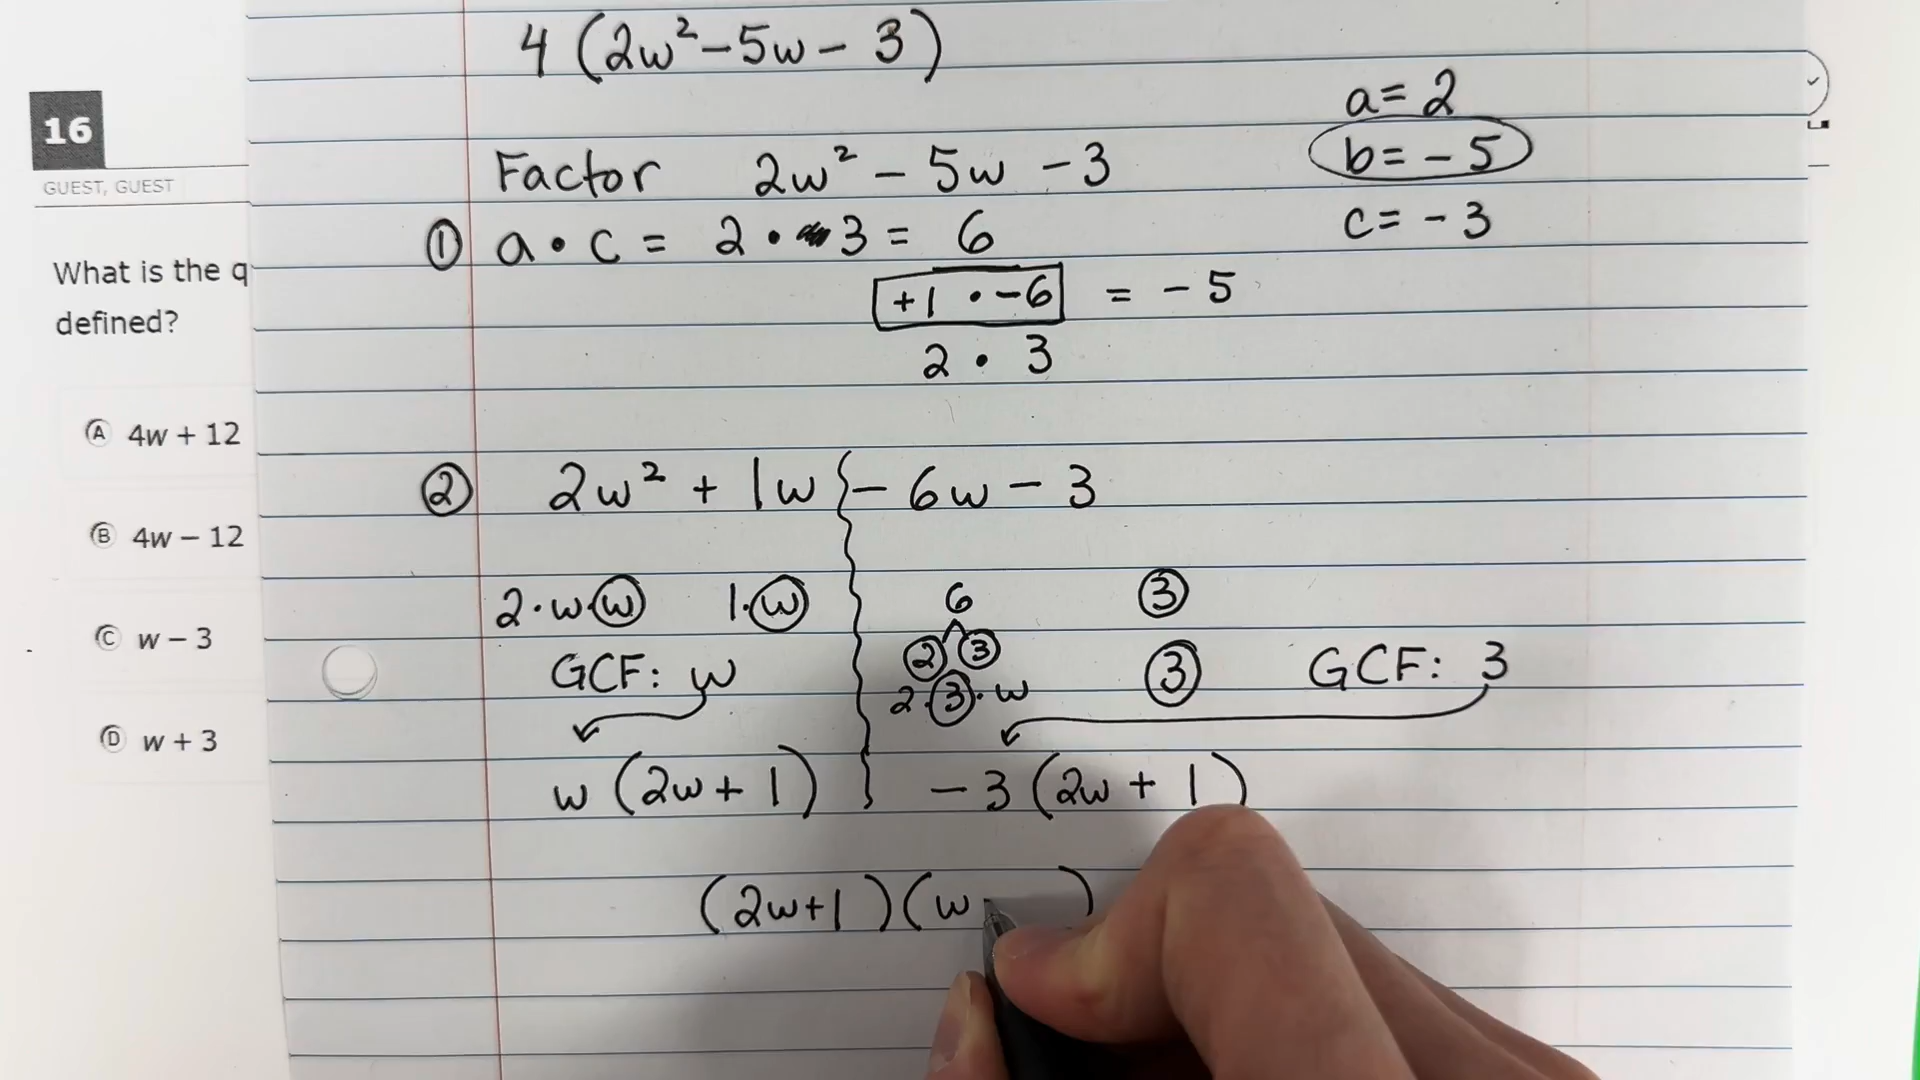 4 (2w² - 5w - 3)
16
GUEST, GUEST
What is the q
defined?
Ⓐ 4w + 12
Ⓑ 4w − 12
Ⓒ w − 3
Ⓓ w + 3
a = 2
b = - 5
c = - 3
Factor 2w² - 5w - 3
① a • c = 2 • 3 = 6
+1 • -6 = - 5
2 • 3
② 2w² + 1w - 6w - 3
2·w·w 1·w 6 3
2 3
GCF: w 3 GCF: 3
2·3·w
w (2w + 1) - 3 (2w + 1)
(2w+1)(w - )